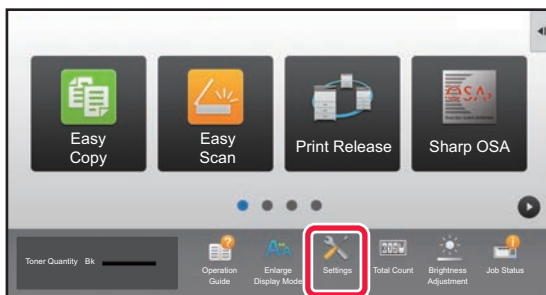 Easy
Copy
Easy
Scan
Print Release
OSA
Sharp OSA
Toner Quantity Bk
Operation
Guide
Enlarge
Display Mode
Settings
Total Count
Brightness
Adjustment
Job Status